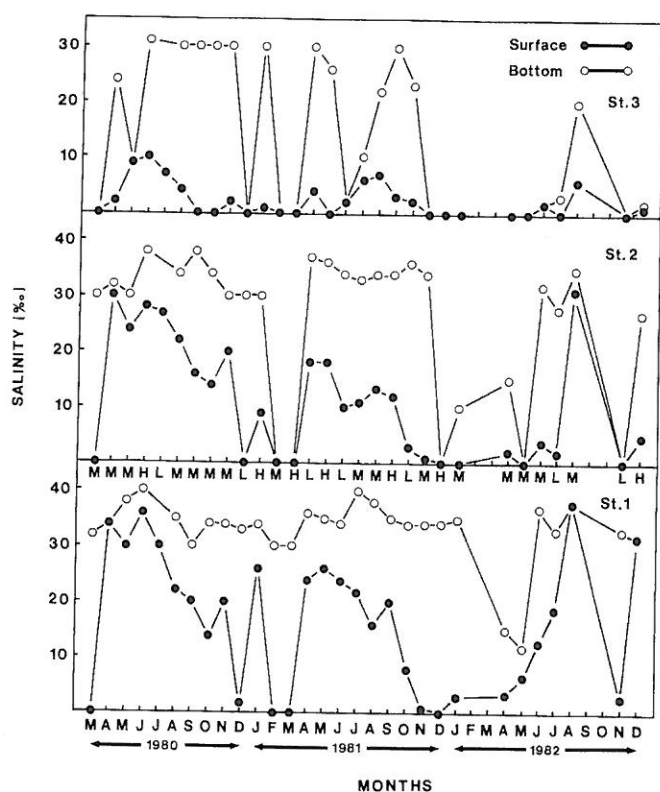 30
20
10
Surface
Bottom
St.3
40
30
20
10
St.2
M M M H L M M M M L H M H L H L M M H L M H M M M M L M L H
40
30
20
10
St.1
M A M J J A S O N D J F M A M J J A S O N D J A M J J A N D
1980 1981 1982
MONTHS
SALINITY [‰]